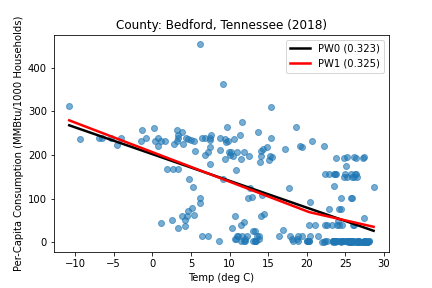 County: Bedford, Tennessee (2018)
PW0 (0.323)
PW1 (0.325)
Per-Capita Consumption (MMBtu/1000 Households)
400
300
200
100
0
−10 −5 0 5 10 15 20 25
Temp (deg C)